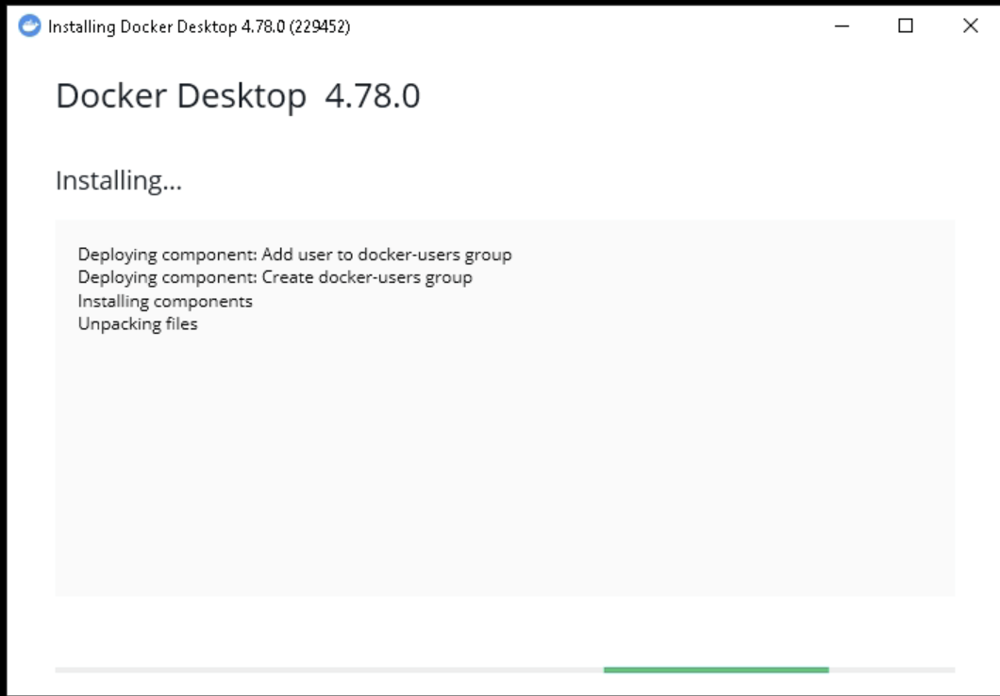 Installing Docker Desktop 4.78.0 (229452)
Docker Desktop 4.78.0
Installing...
Deploying component: Add user to docker-users group
Deploying component: Create docker-users group
Installing components
Unpacking files